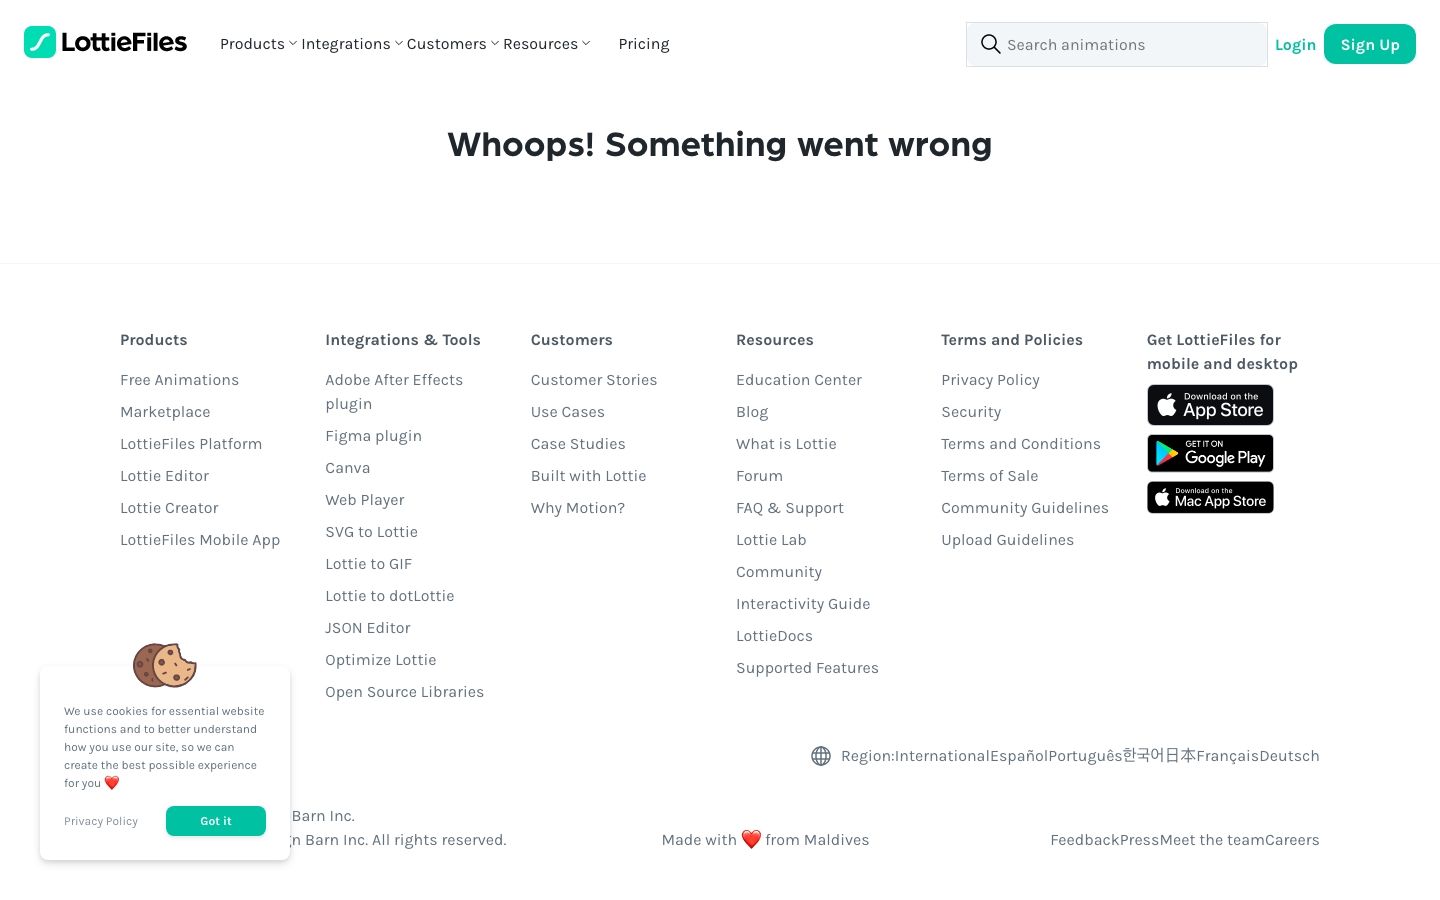 LottieFiles
Products
Integrations
Customers
Resources
Pricing
Search animations
Login
Sign Up
Whoops! Something went wrong
Products
Free Animations
Marketplace
LottieFiles Platform
Lottie Editor
Lottie Creator
LottieFiles Mobile App
Integrations & Tools
Adobe After Effects
plugin
Figma plugin
Canva
Web Player
SVG to Lottie
Lottie to GIF
Lottie to dotLottie
JSON Editor
Optimize Lottie
Open Source Libraries
Customers
Customer Stories
Use Cases
Case Studies
Built with Lottie
Why Motion?
Resources
Education Center
Blog
What is Lottie
Forum
FAQ & Support
Lottie Lab
Community
Interactivity Guide
LottieDocs
Supported Features
Terms and Policies
Privacy Policy
Security
Terms and Conditions
Terms of Sale
Community Guidelines
Upload Guidelines
Get LottieFiles for
mobile and desktop
Download on the
App Store
GET IT ON
Google Play
Download on the
Mac App Store
Region:InternationalEspañolPortuguês한국어日本FrançaisDeutsch
Barn Inc.
Barn Inc. All rights reserved.
Made with ❤️ from Maldives
FeedbackPressMeet the teamCareers
We use cookies for essential website
functions and to better understand
how you use our site, so we can
create the best possible experience
for you ❤️
Privacy Policy
Got it